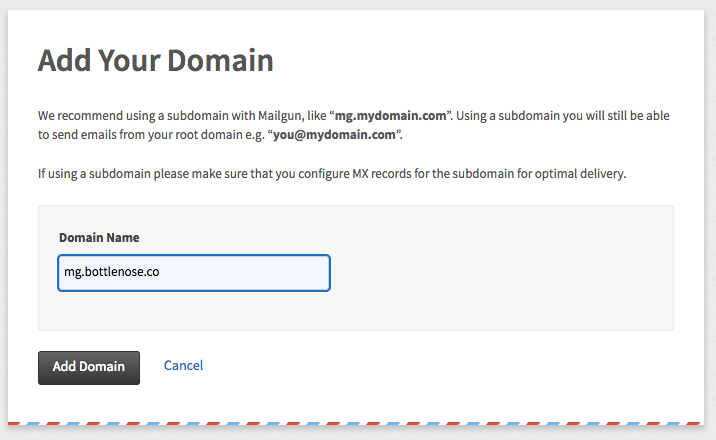 Add Your Domain
We recommend using a subdomain with Mailgun, like “mg.mydomain.com”. Using a subdomain you will still be able
to send emails from your root domain e.g. “you@mydomain.com”.
If using a subdomain please make sure that you configure MX records for the subdomain for optimal delivery.
Domain Name
mg.bottlenose.co
Add Domain Cancel